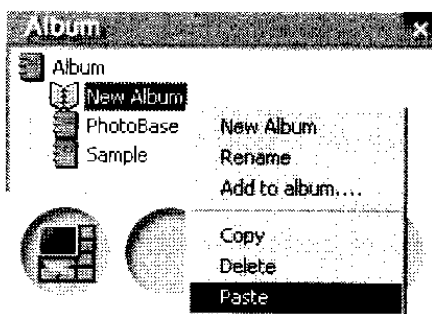 Album
Album
New Album
PhotoBase
Sample
New Album
Rename
Add to album....
Copy
Delete
Paste